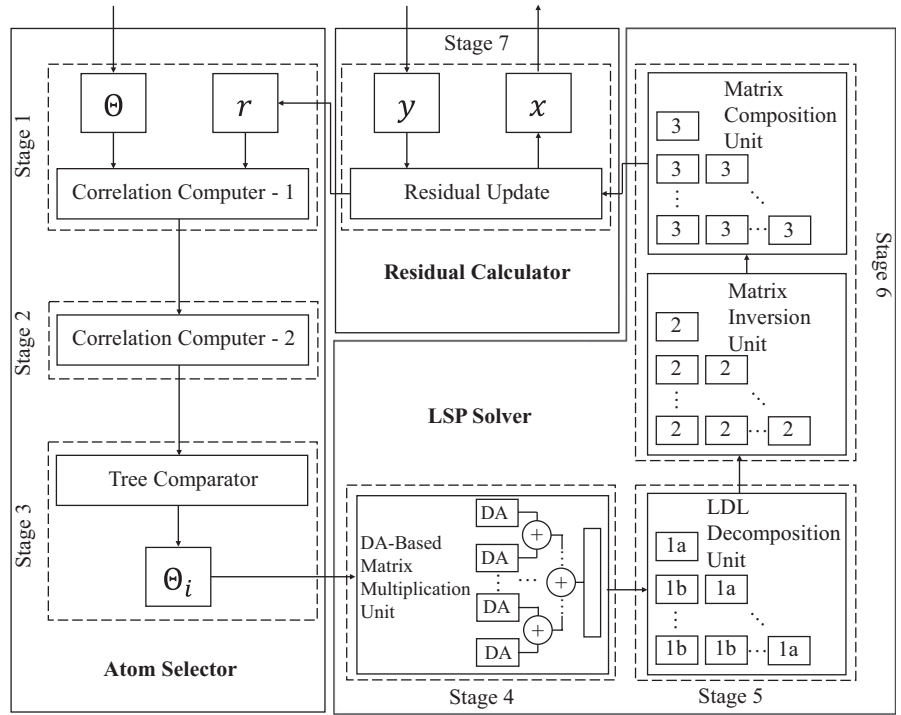 Stage 7
Stage 1
Θ
r
Correlation Computer - 1
y
x
Residual Update
Residual Calculator
Matrix
Composition
Unit
3
3 3
⋮ ⋱
3 3 ⋯ 3
Stage 6
Stage 2
Correlation Computer - 2
Matrix
Inversion
Unit
2
2 2
⋮ ⋱
2 2 ⋯ 2
LSP Solver
Stage 3
Tree Comparator
Θi
Atom Selector
DA-Based
Matrix
Multiplication
Unit
DA
DA
DA
DA
+
+
+
Stage 4
LDL
Decomposition
Unit
1a
1b 1a
⋮ ⋱
1b 1b ⋯ 1a
Stage 5